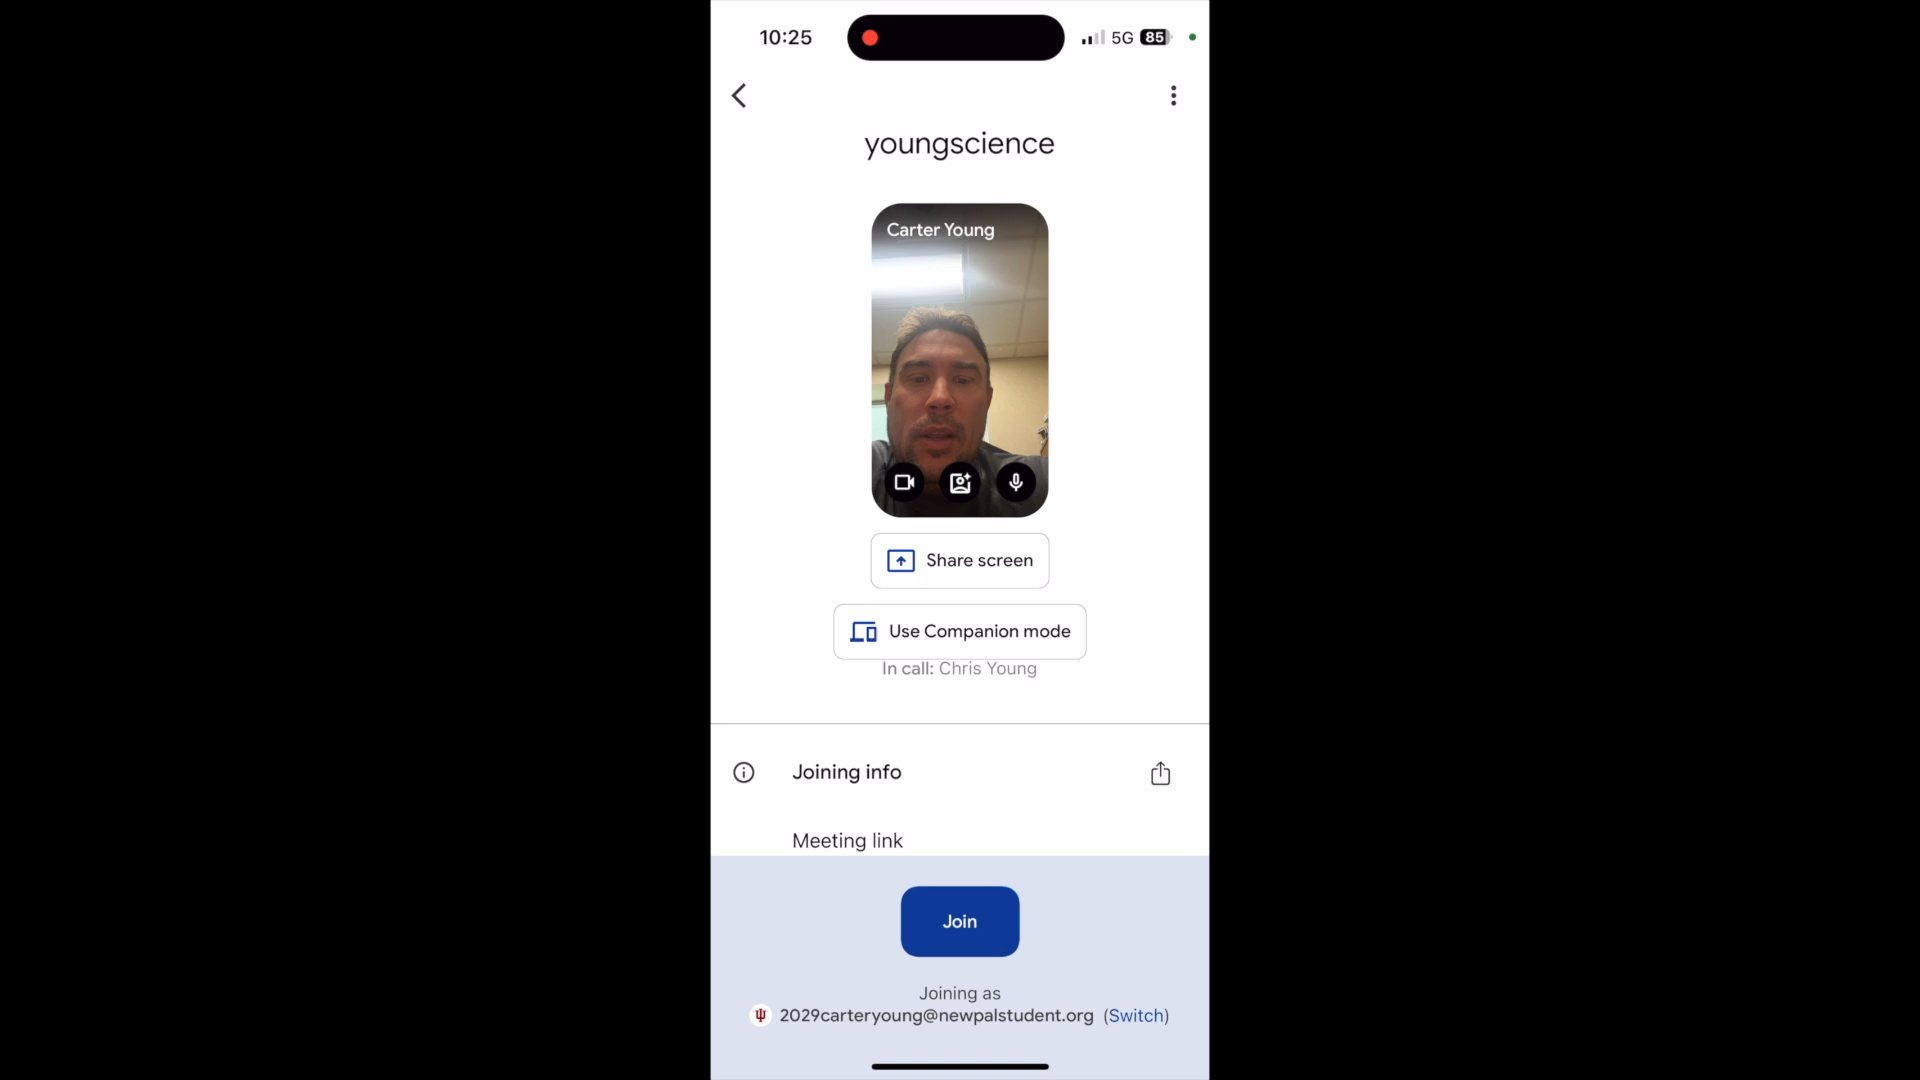 10:25
5G
85
youngscience
Carter Young
Share screen
Use Companion mode
In call: Chris Young
Joining info
Meeting link
Join
Joining as
2029carteryoung@newpalstudent.org (Switch)